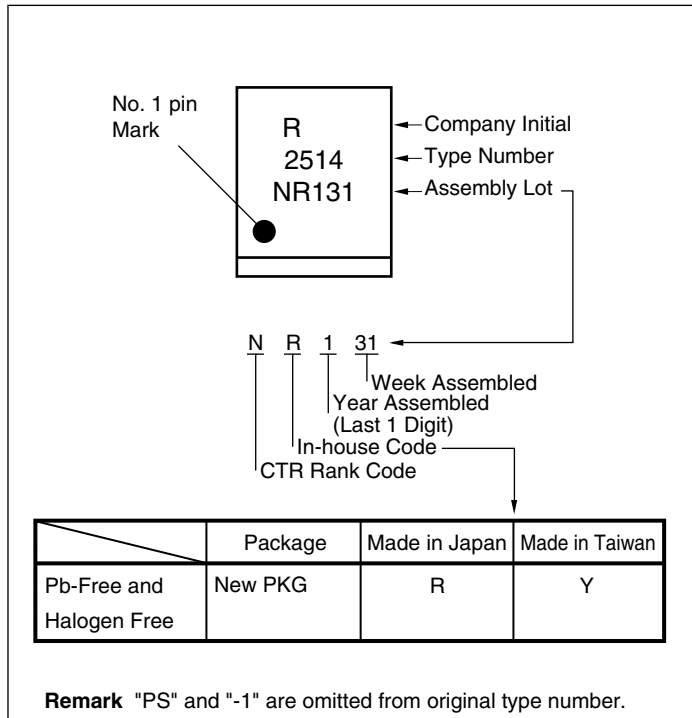 No. 1 pin
Mark
R
2514
NR131
Company Initial
Type Number
Assembly Lot
N R 1 31
Week Assembled
Year Assembled
(Last 1 Digit)
In-house Code
CTR Rank Code
Package Made in Japan Made in Taiwan
Pb-Free and New PKG R Y
Halogen Free
Remark "PS" and "-1" are omitted from original type number.